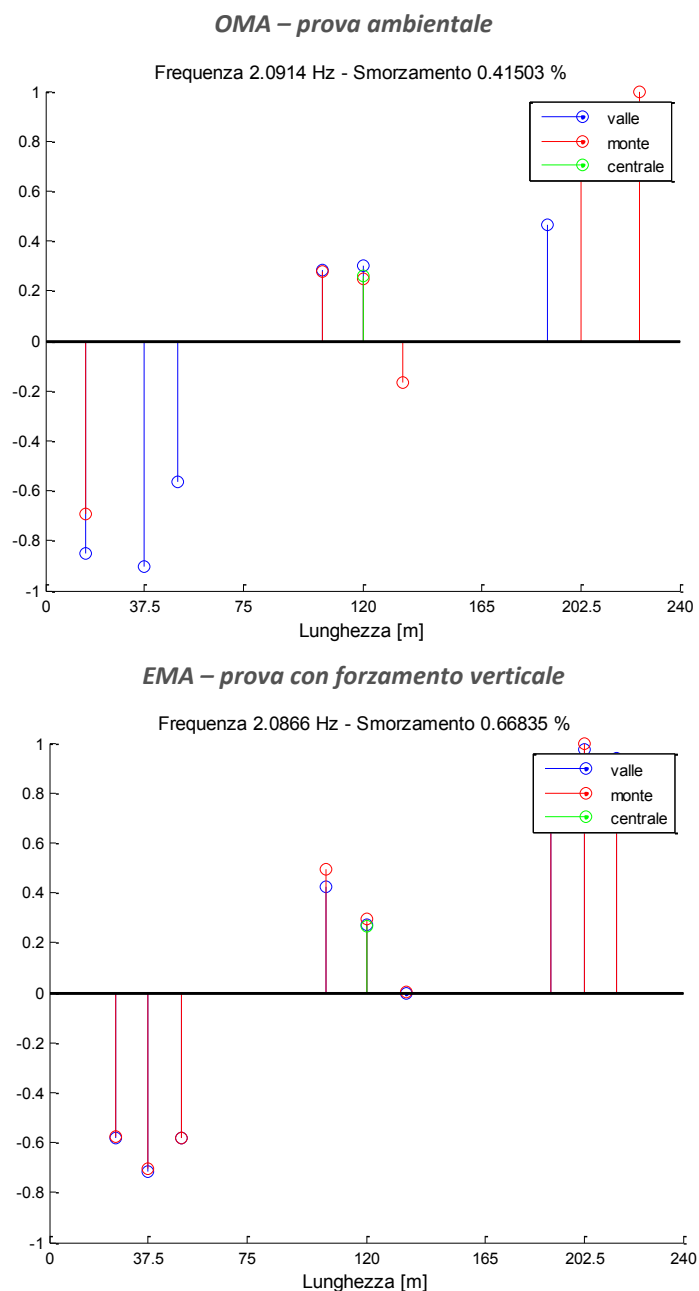 OMA – prova ambientale
Frequenza 2.0914 Hz - Smorzamento 0.41503 %
1
valle
monte
0.8
centrale
0.6
0.4
0.2
0
-0.2
-0.4
-0.6
-0.8
-1
0 37.5 75 120 165 202.5 240
Lunghezza [m]
EMA – prova con forzamento verticale
Frequenza 2.0866 Hz - Smorzamento 0.66835 %
1
valle
monte
0.8
centrale
0.6
0.4
0.2
0
-0.2
-0.4
-0.6
-0.8
-1
0 37.5 75 120 165 202.5 240
Lunghezza [m]